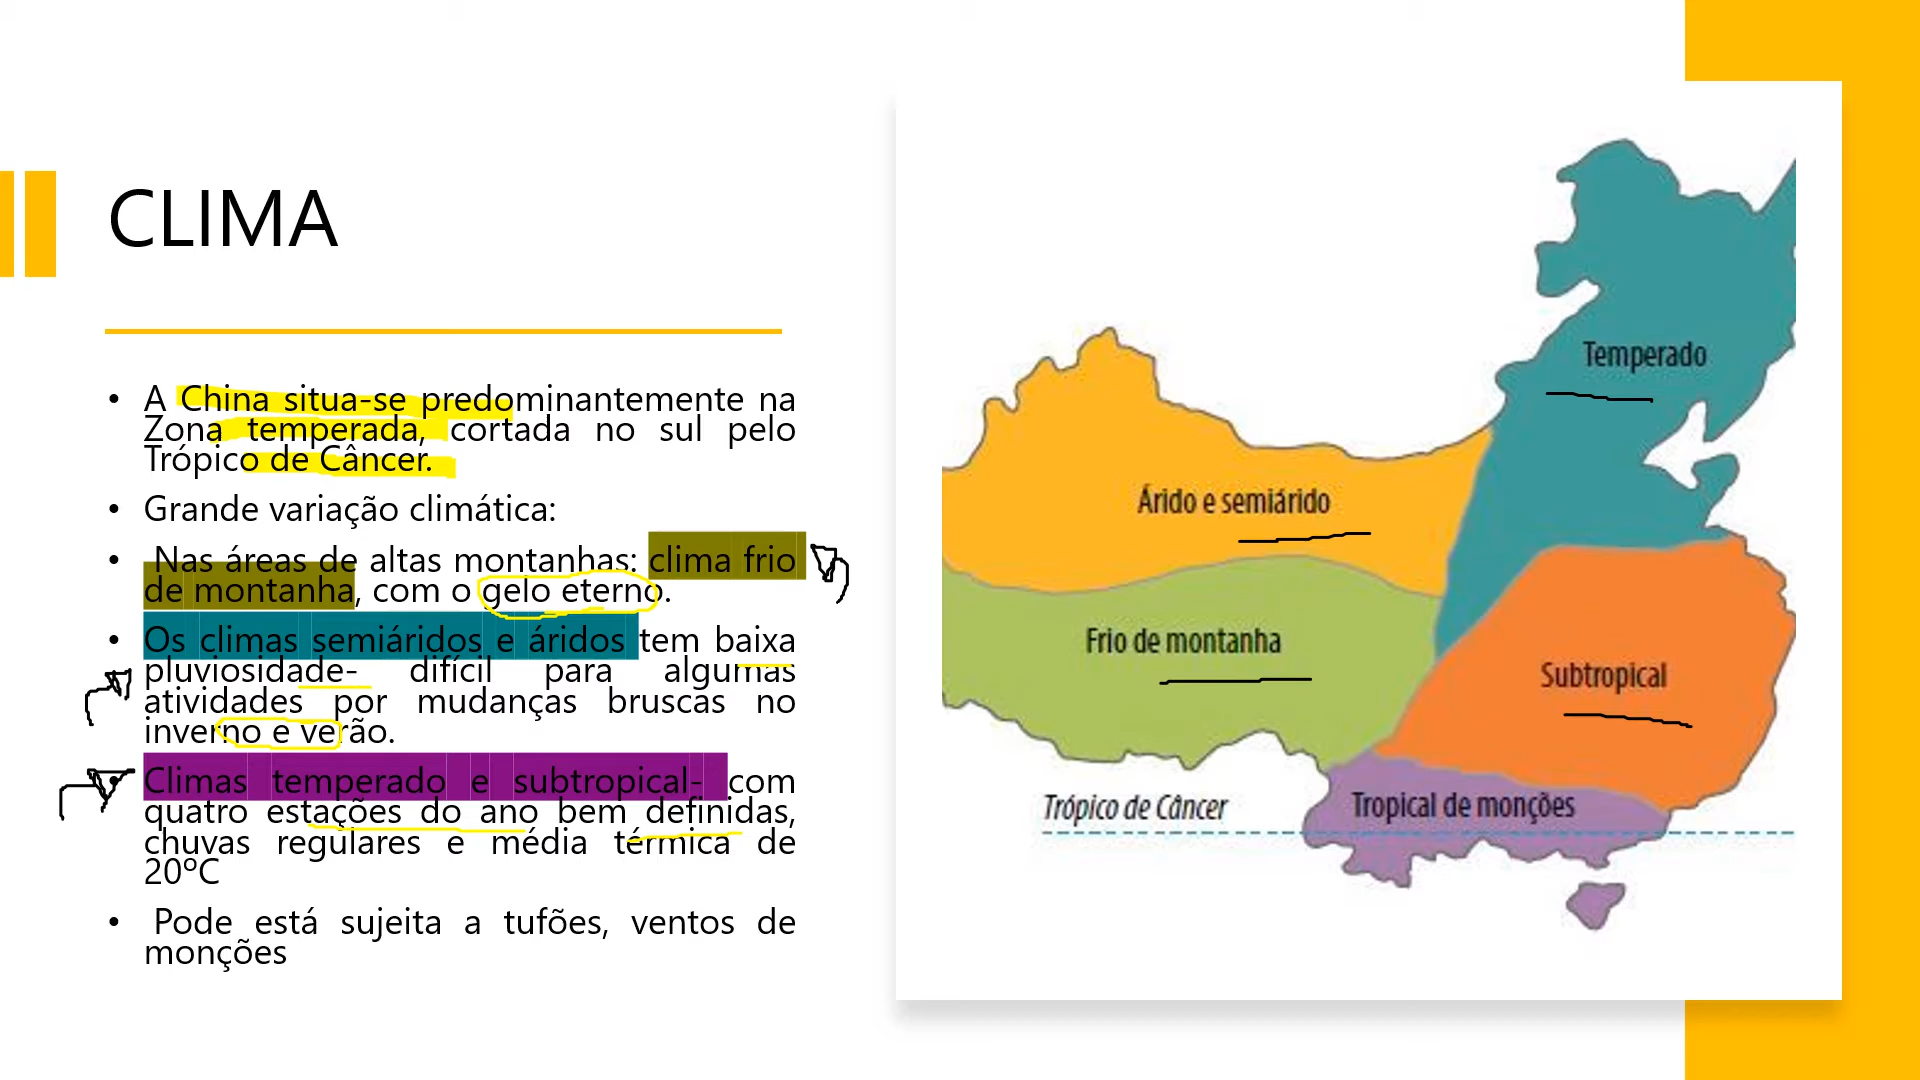 CLIMA
• A China situa-se predominantemente na
Zona temperada, cortada no sul pelo
Trópico de Câncer.
• Grande variação climática:
• Nas áreas de altas montanhas: clima frio
de montanha, com o gelo eterno.
• Os climas semiáridos e áridos tem baixa
pluviosidade- difícil para algumas
atividades por mudanças bruscas no
inverno e verão.
• Climas temperado e subtropical- com
quatro estações do ano bem definidas,
chuvas regulares e média térmica de
20ºC
• Pode está sujeita a tufões, ventos de
monções
Temperado
Árido e semiárido
Frio de montanha
Subtropical
Trópico de Câncer
Tropical de monções